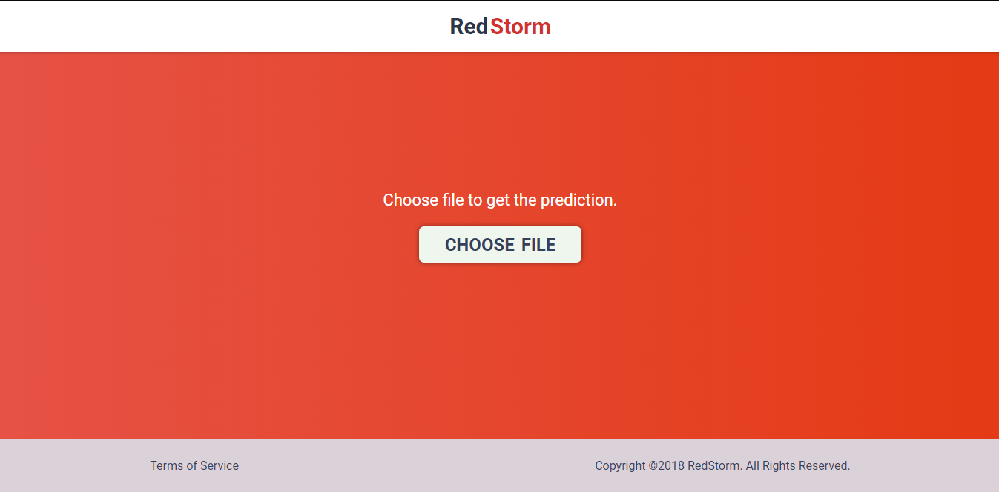 RedStorm
Choose file to get the prediction.
CHOOSE FILE
Terms of Service
Copyright ©2018 RedStorm. All Rights Reserved.